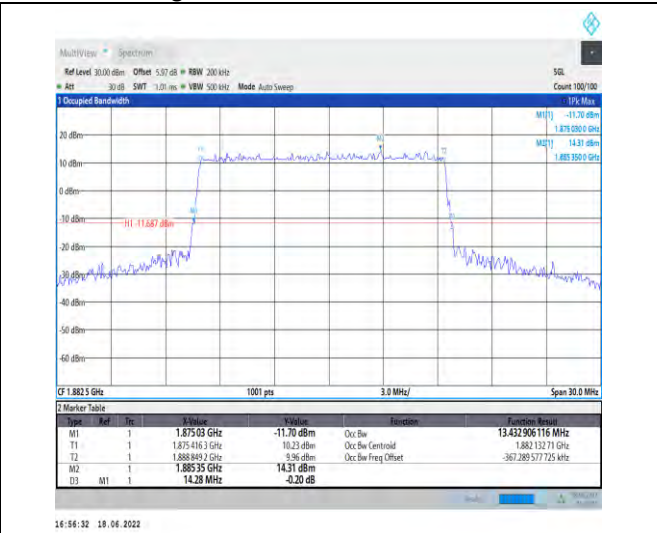 MultiView Spectrum
Ref Level 30.00 dBm Offset 5.97 dB RBW 200 kHz SGL
Att 30 dB SWT 1.01 ms VBW 500 kHz Mode Auto Sweep Count 100/100
1 Occupied Bandwidth 1Pk Max
M1[1] -11.70 dBm
1.875 030 0 GHz
20 dBm M2[1] 14.31 dBm
1.885 350 0 GHz
M2
T1
T2
10 dBm
0 dBm
M1
-10 dBm
H1 -11.687 dBm
-20 dBm
-30 dBm
-40 dBm
-50 dBm
-60 dBm
CF 1.882 5 GHz 1001 pts 3.0 MHz/ Span 30.0 MHz
2 Marker Table
Type Ref Trc X-Value Y-Value Function Function Result
M1 1 1.875 03 GHz -11.70 dBm Occ Bw 13.432 906 116 MHz
T1 1 1.875 416 3 GHz 10.23 dBm Occ Bw Centroid 1.882 132 71 GHz
T2 1 1.888 849 2 GHz 9.96 dBm Occ Bw Freq Offset -367.289 577 725 kHz
M2 1 1.885 35 GHz 14.31 dBm
D3 M1 1 14.28 MHz -0.20 dB
16:56:32 18.06.2022